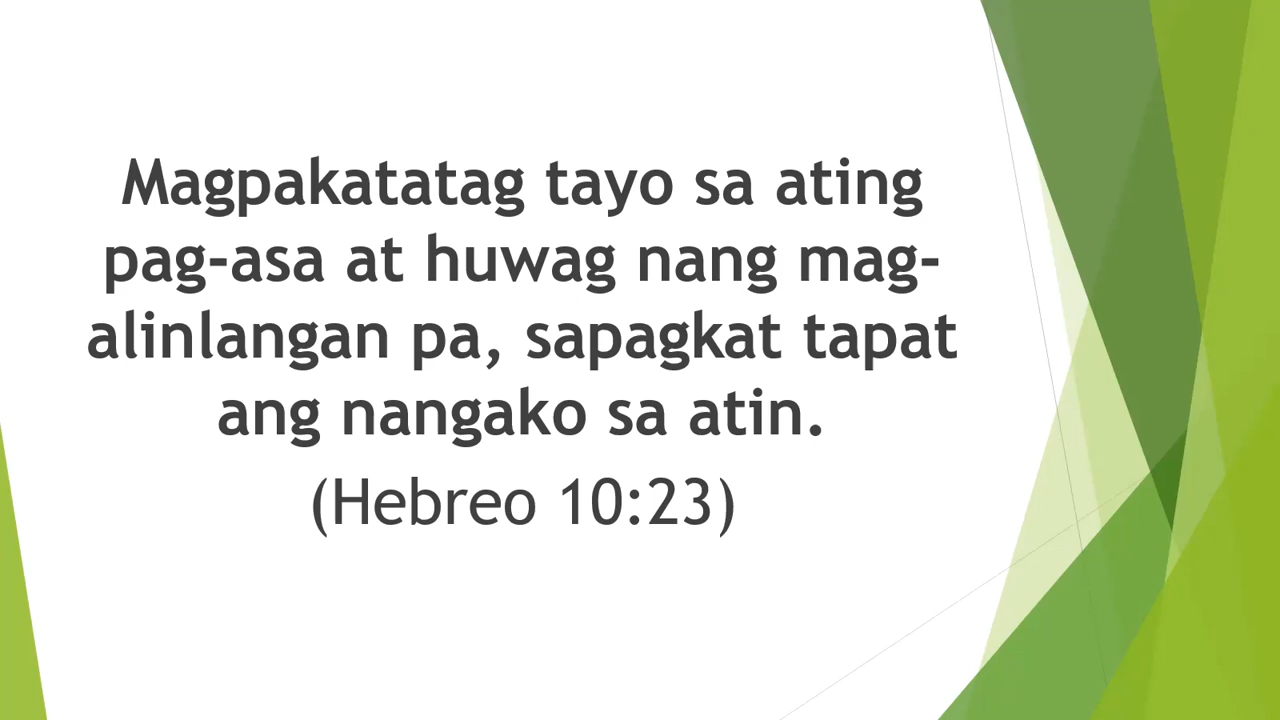 Magpakatatag tayo sa ating
pag-asa at huwag nang mag-
alinlangan pa, sapagkat tapat
ang nangako sa atin.
(Hebreo 10:23)